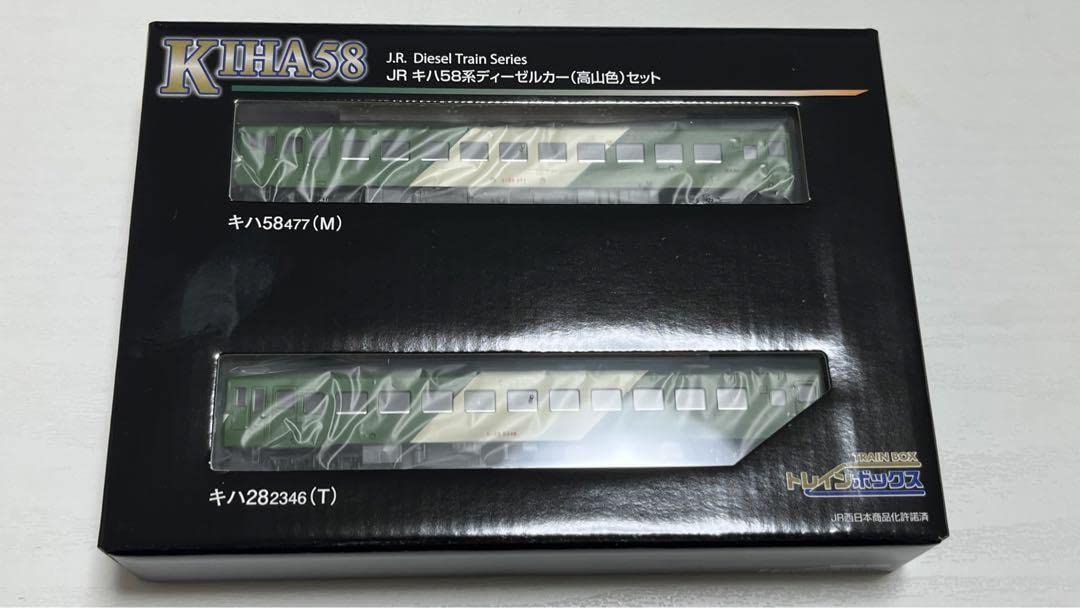 KIHA58
J.R. Diesel Train Series
JR キハ58系ディーゼルカー（高山色）セット
キハ58477（M）
キハ282346（T）
TRAIN BOX
トレインボックス
JR西日本商品化許諾済